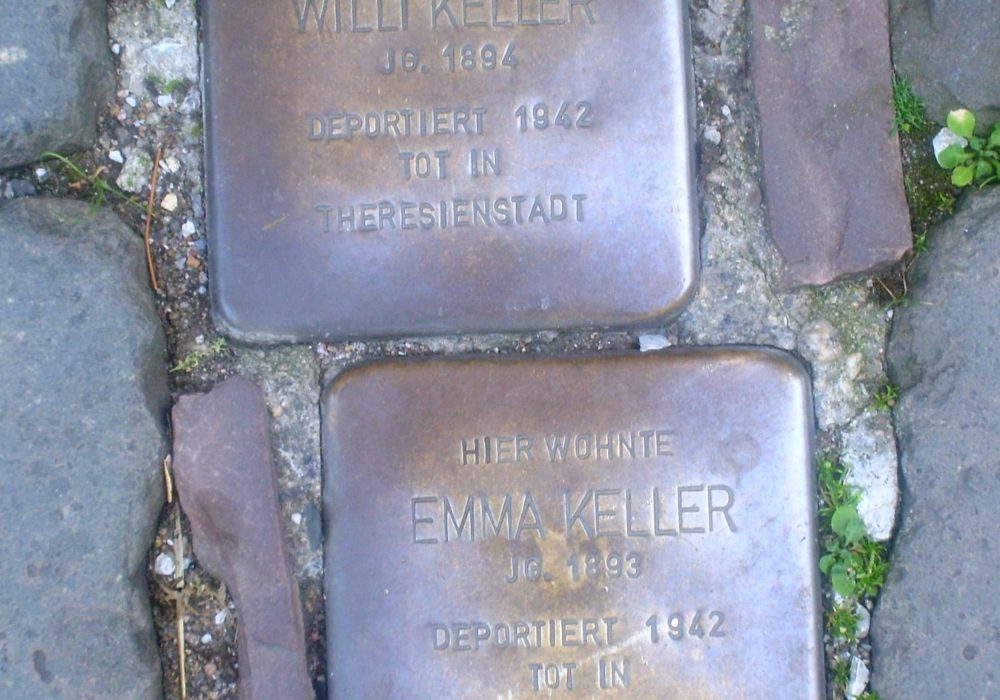 WILLI KELLER
JG. 1894
DEPORTIERT 1942
TOT IN
THERESIENSTADT
HIER WOHNTE
EMMA KELLER
JG. 1893
DEPORTIERT 1942
TOT IN